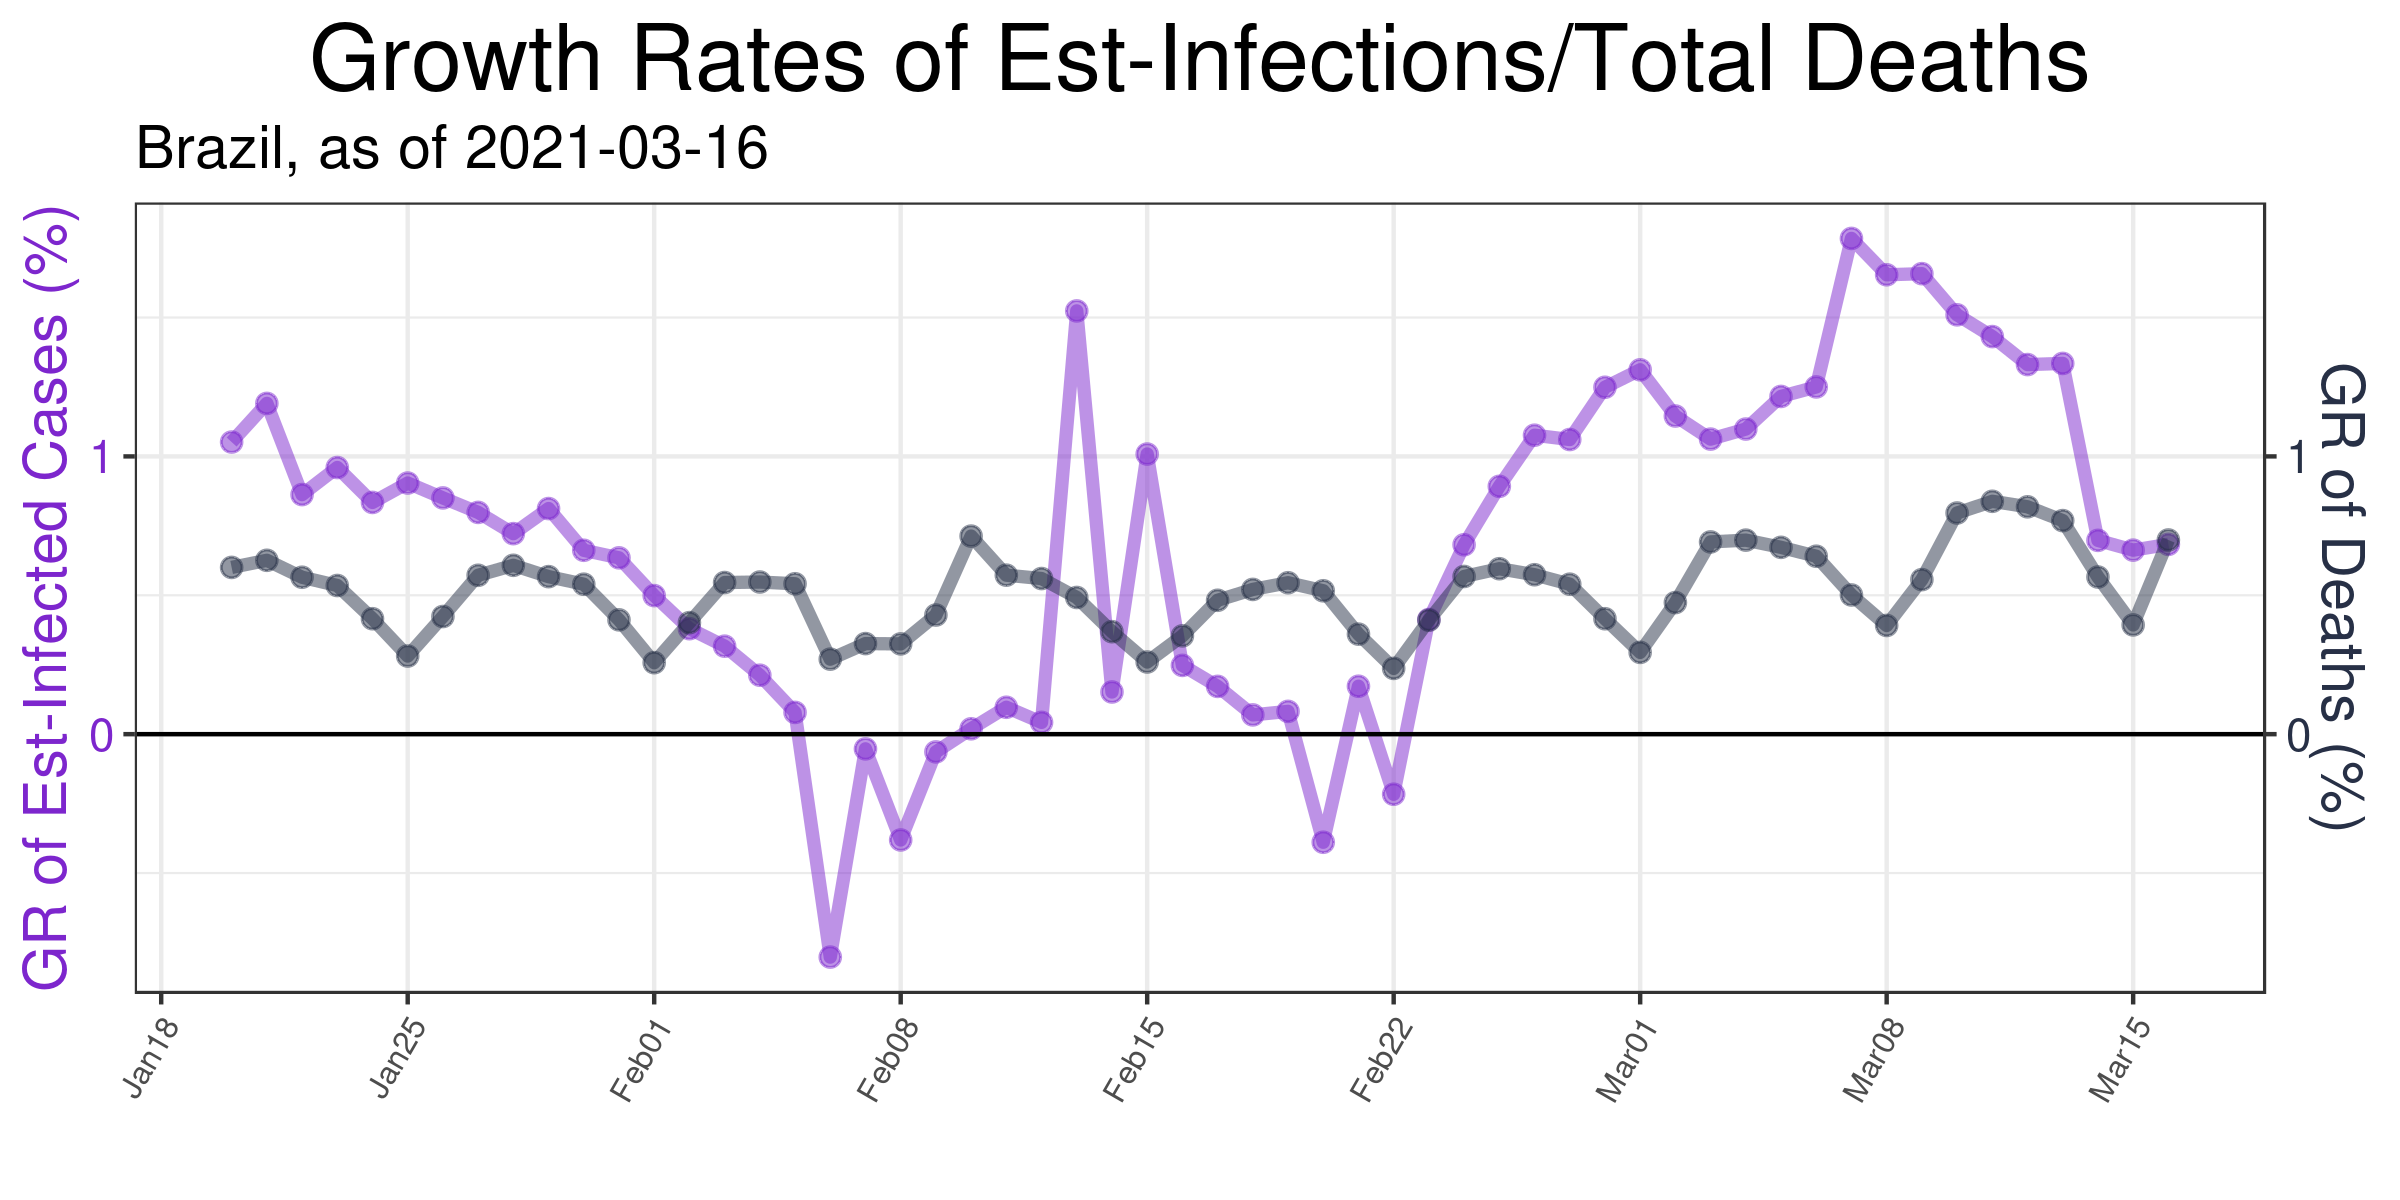 Growth Rates of Est-Infections/Total Deaths
Brazil, as of 2021-03-16
GR of Est-Infected Cases (%)
1
0
1
0
GR of Deaths (%)
Jan18
Jan25
Feb01
Feb08
Feb15
Feb22
Mar01
Mar08
Mar15